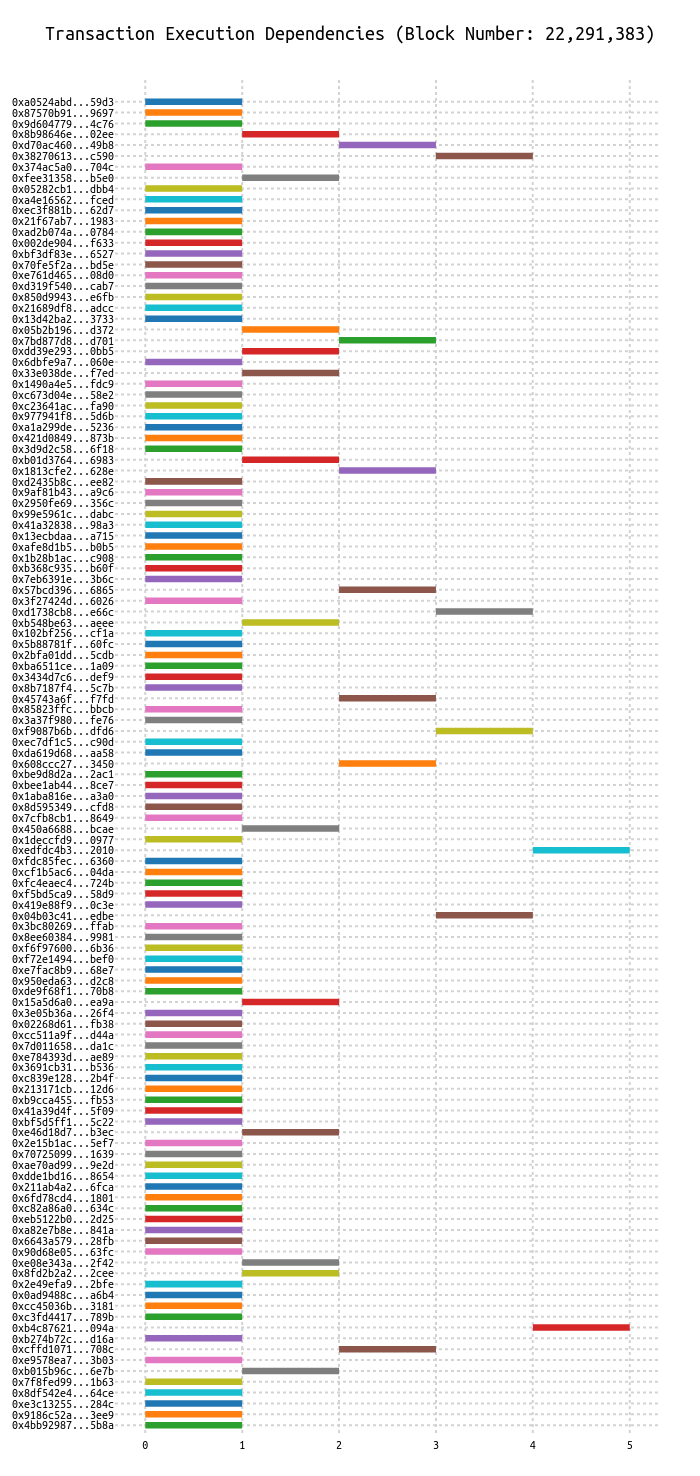 Transaction Execution Dependencies (Block Number: 22,291,383)
0xa0524abd...59d3
0x87570b91...9697
0x9d604779...4c76
0x8b98646e...02ee
0xd70ac460...49b8
0x38270613...c590
0x374ac5a0...704c
0xfee31358...b5e0
0x05282cb1...dbb4
0xa4e16562...fced
0xec3f881b...62d7
0x21f67ab7...1983
0xad2b074a...0784
0x002de904...f633
0xbf3df83e...6527
0x70fe5f2a...bd5e
0xe761d465...08d0
0xd319f540...cab7
0x850d9943...e6fb
0x21689df8...adcc
0x13d42ba2...3733
0x05b2b196...d372
0x7bd877d8...d701
0xdd39e293...0bb5
0x6dbfe9a7...060e
0x33e038de...f7ed
0x1490a4e5...fdc9
0xc673d04e...58e2
0xc23641ac...fa90
0x977941f8...5d6b
0xa1a299de...5236
0x421d0849...873b
0x3d9d2c58...6f18
0xb01d3764...6983
0x1813cfe2...628e
0xd2435b8c...ee82
0x9af81b43...a9c6
0x2950fe69...356c
0x99e5961c...dabc
0x41a32838...98a3
0x13ecbdaa...a715
0xafe8d1b5...b0b5
0x1b28b1ac...c908
0xb368c935...b60f
0x7eb6391e...3b6c
0x57bcd396...6865
0x3f27424d...6026
0xd1738cb8...e66c
0xb548be63...aeee
0x102bf256...cf1a
0x5b88781f...60fc
0x2bfa01dd...5cdb
0xba6511ce...1a09
0x3434d7c6...def9
0x8b7187f4...5c7b
0x45743a6f...f7fd
0x85823ffc...bbcb
0x3a37f980...fe76
0xf9087b6b...dfd6
0xec7df1c5...c90d
0xda619d68...aa58
0x608ccc27...3450
0xbe9d8d2a...2ac1
0xbee1ab44...8ce7
0x1aba816e...a3a0
0x8d595349...cfd8
0x7cfb8cb1...8649
0x450a6688...bcae
0x1deccfd9...0977
0xedfdc4b3...2010
0xfdc85fec...6360
0xcf1b5ac6...04da
0xfc4eaec4...724b
0xf5bd5ca9...58d9
0x419e88f9...0c3e
0x04b03c41...edbe
0x3bc80269...ffab
0x8ee60384...9981
0xf6f97600...6b36
0xf72e1494...bef0
0xe7fac8b9...68e7
0x950eda63...d2c8
0xde9f68f1...70b8
0x15a5d6a0...ea9a
0x3e05b36a...26f4
0x02268d61...fb38
0xcc511a9f...d44a
0x7d011658...da1c
0xe784393d...ae89
0x3691cb31...b536
0xc839e128...2b4f
0x213171cb...12d6
0xb9cca455...fb53
0x41a39d4f...5f09
0xbf5d5ff1...5c22
0xe46d18d7...b3ec
0x2e15b1ac...5ef7
0x70725099...1639
0xae70ad99...9e2d
0xdde1bd16...8654
0x211ab4a2...6fca
0x6fd78cd4...1801
0xc82a86a0...634c
0xeb5122b0...2d25
0xa82e7b8e...841a
0x6643a579...28fb
0x90d68e05...63fc
0xe08e343a...2f42
0x8fd2b2a2...2cee
0x2e49efa9...2bfe
0x0ad9488c...a6b4
0xcc45036b...3181
0xc3fd4417...789b
0xb4c87621...094a
0xb274b72c...d16a
0xcffd1071...708c
0xe9578ea7...3b03
0xb015b96c...6e7b
0x7f8fed99...1b63
0x8df542e4...64ce
0xe3c13255...284c
0x9186c52a...3ee9
0x4bb92987...5b8a
0 1 2 3 4 5